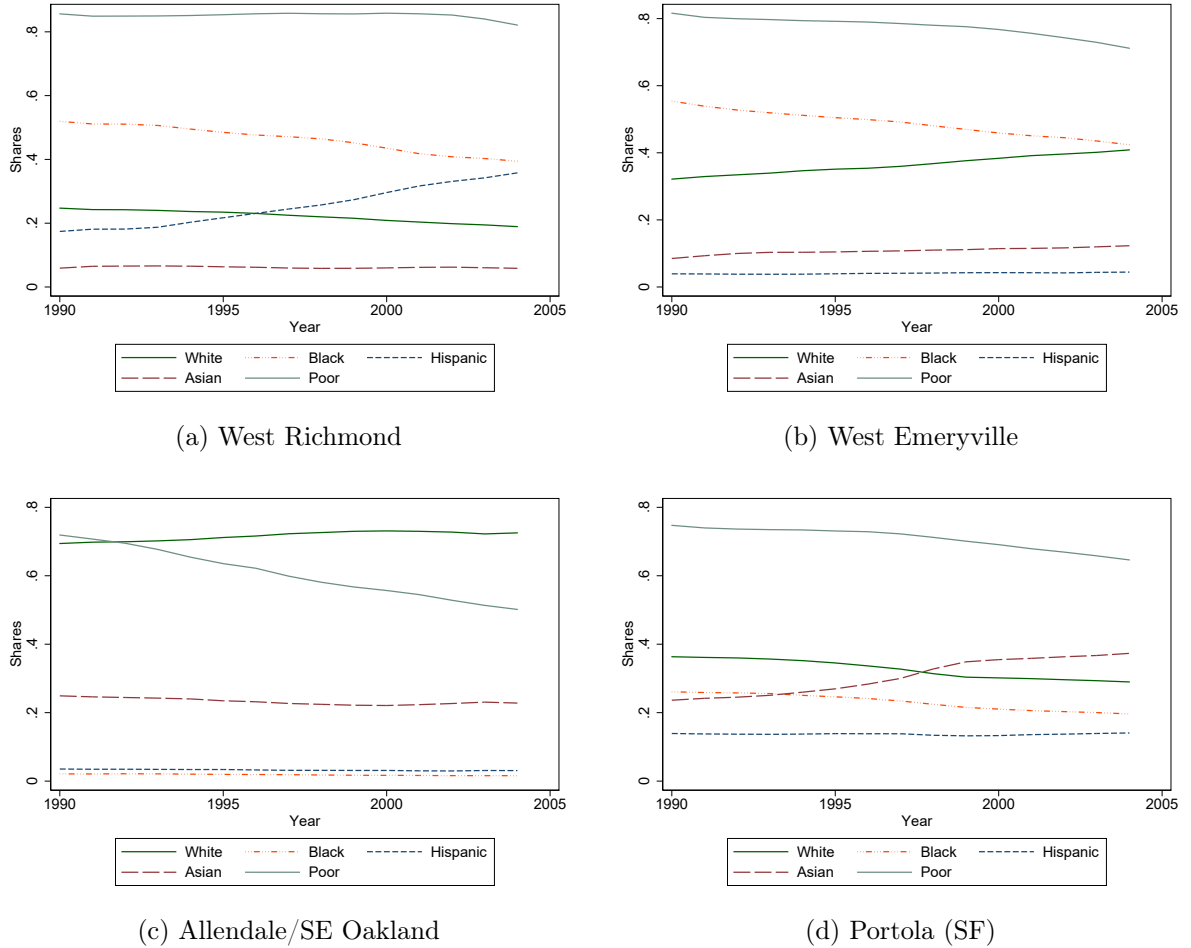 .8
.6
.4
.2
0
Shares
1990 1995 2000 2005
Year
White Black Hispanic
Asian Poor
(a) West Richmond
.8
.6
.4
.2
0
Shares
1990 1995 2000 2005
Year
White Black Hispanic
Asian Poor
(b) West Emeryville
.8
.6
.4
.2
0
Shares
1990 1995 2000 2005
Year
White Black Hispanic
Asian Poor
(c) Allendale/SE Oakland
.8
.6
.4
.2
0
Shares
1990 1995 2000 2005
Year
White Black Hispanic
Asian Poor
(d) Portola (SF)